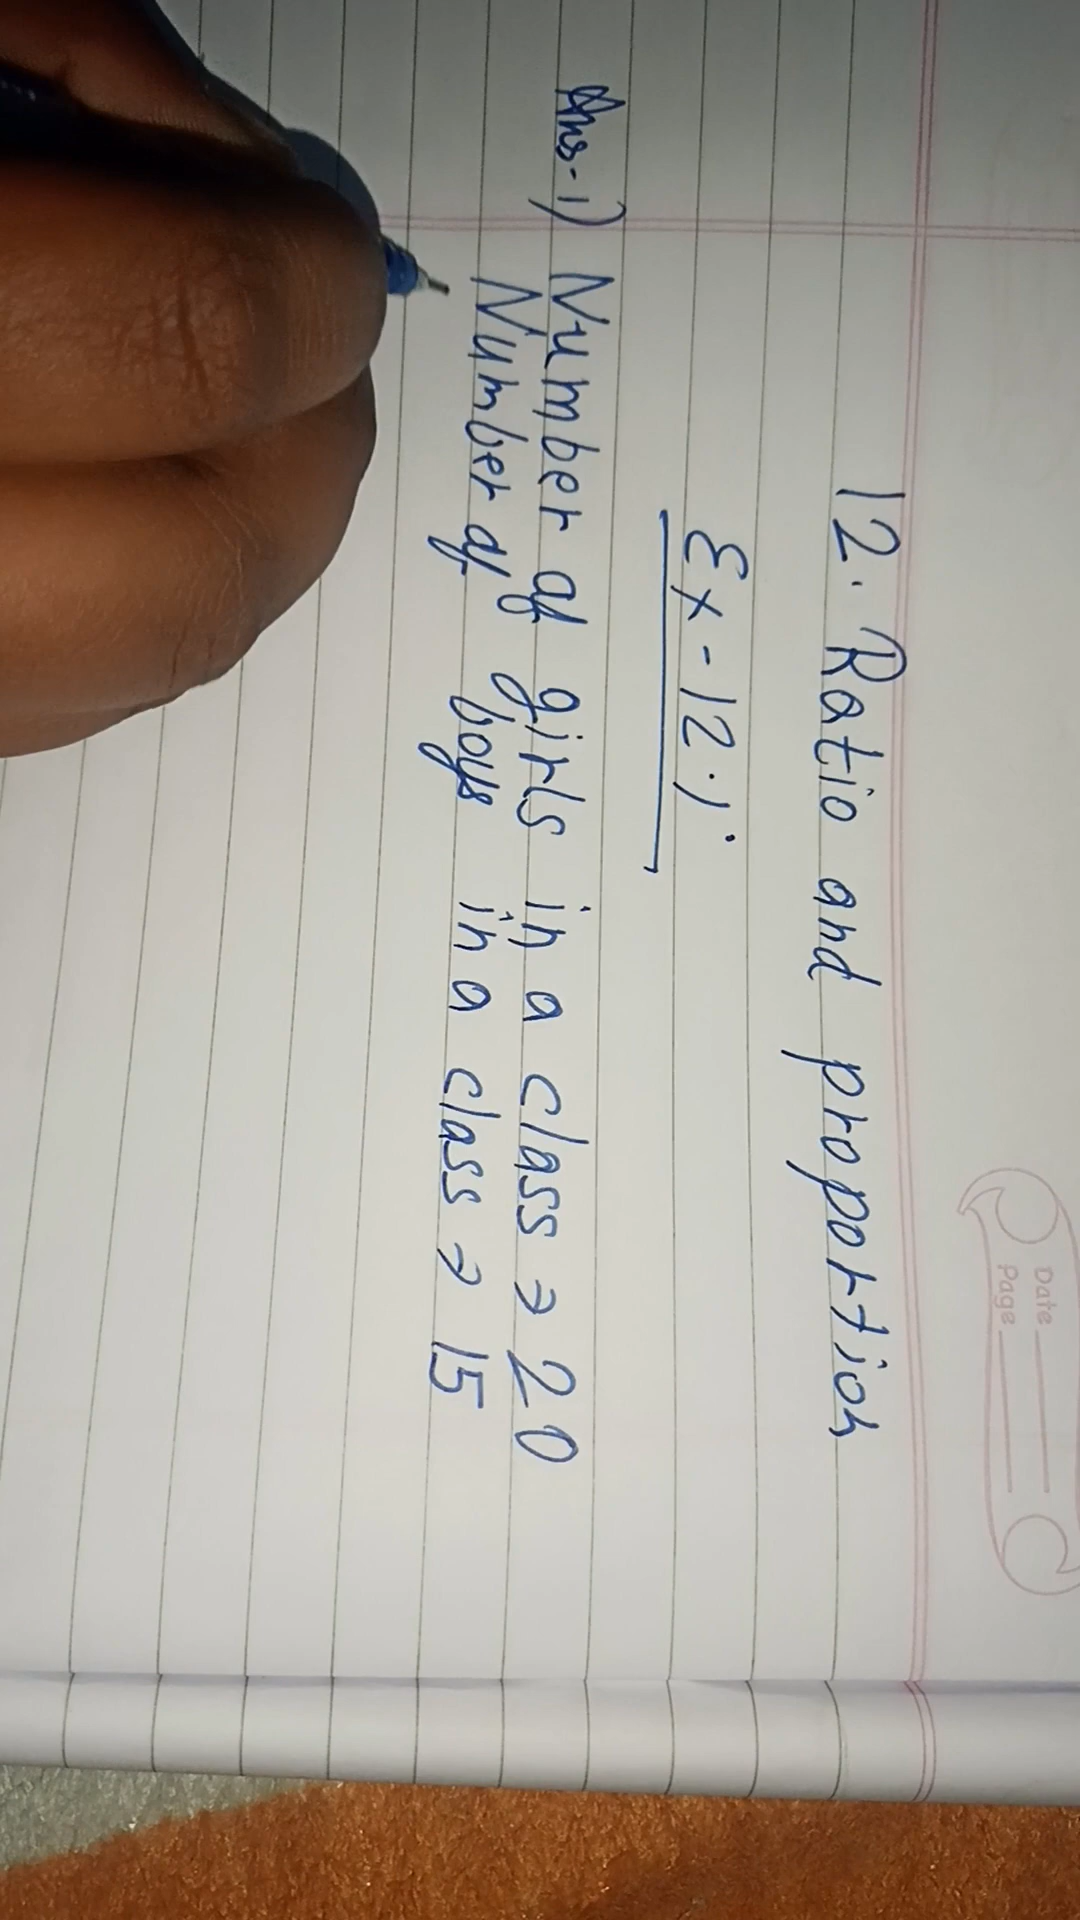 Date
Page
12. Ratio and proportion
Ex-12.1
Ans-1) Number of girls in a class → 20
Number of boys in a class → 15